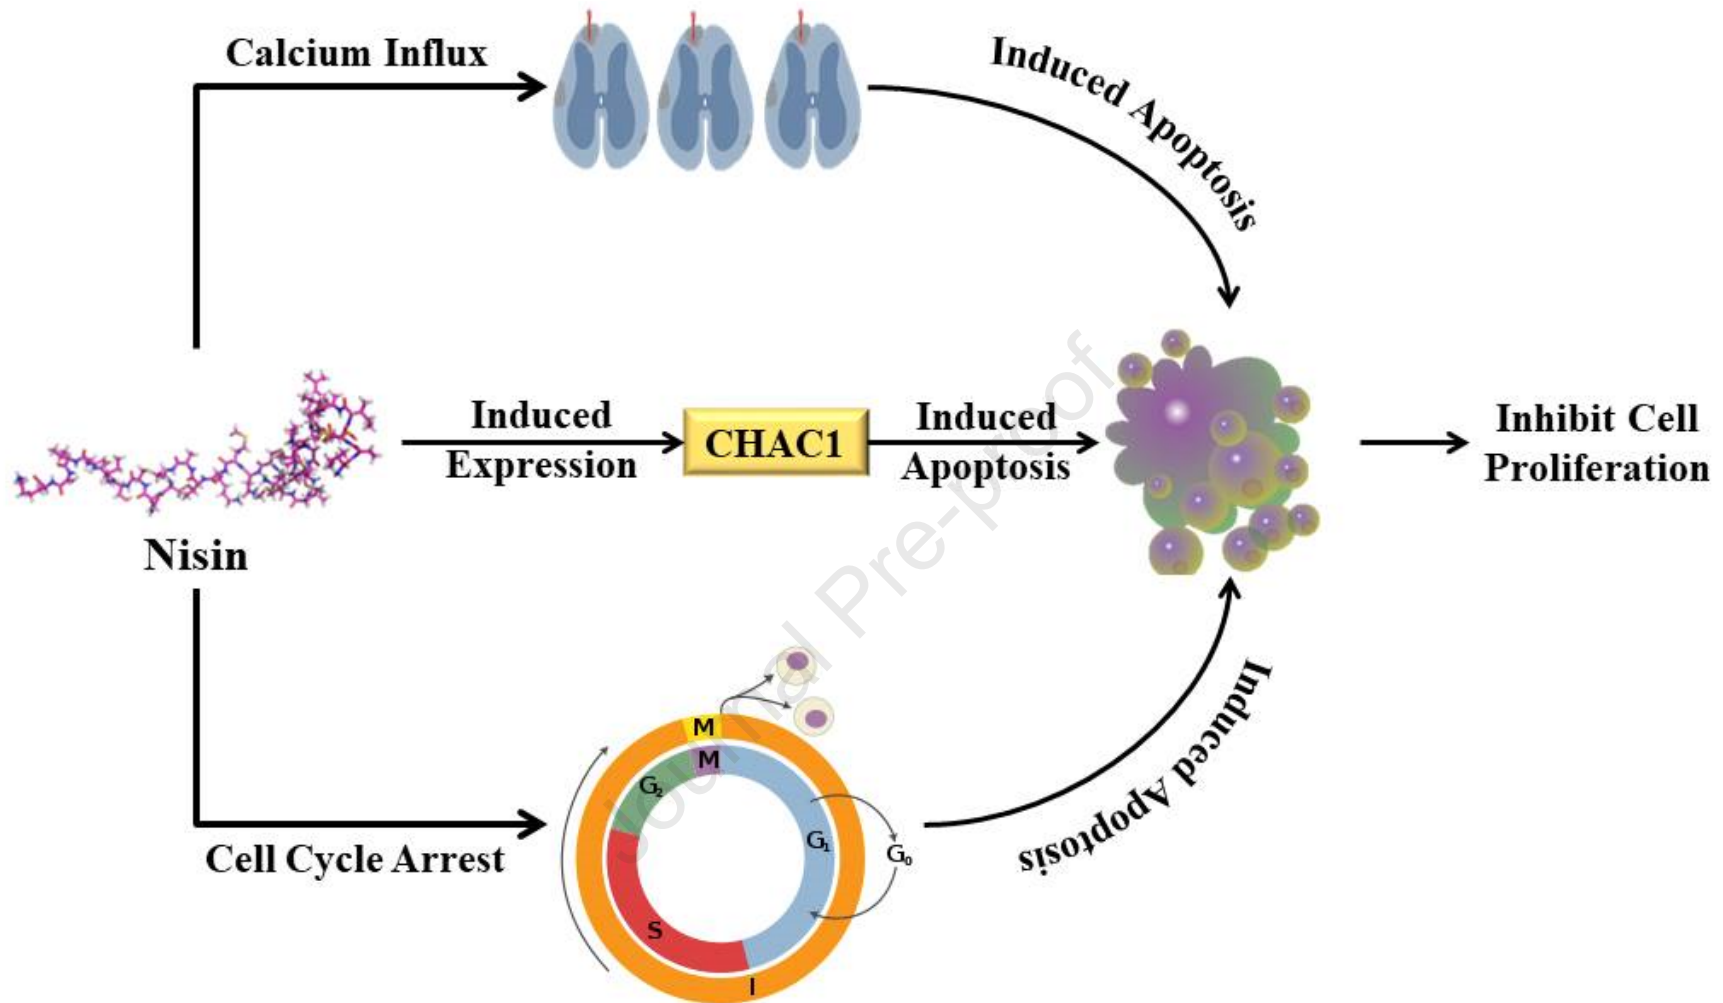 Calcium Influx
Induced Apoptosis
Nisin
Induced
Expression
CHAC1
Induced
Apoptosis
Inhibit Cell
Proliferation
Cell Cycle Arrest
M
M
G₂
G₁
G₀
S
I
Induced Apoptosis
Journal Pre-proof